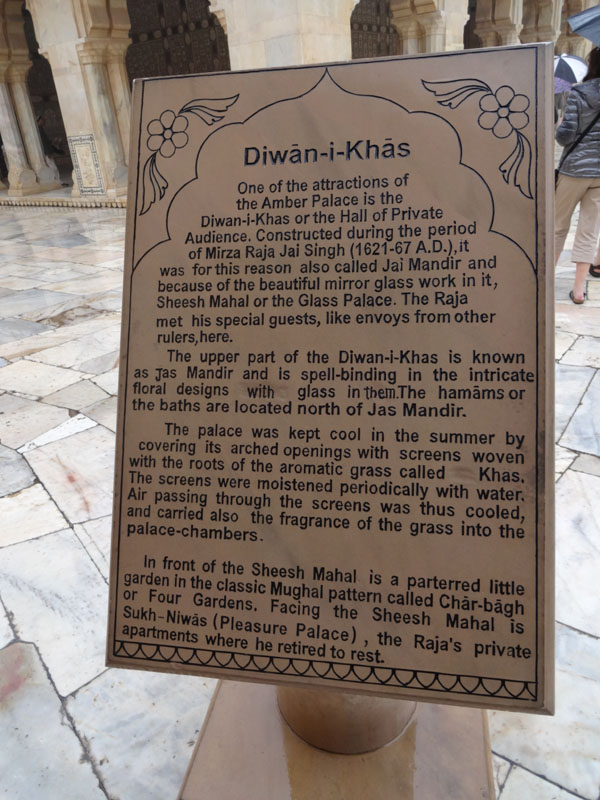 Diwān-i-Khās
One of the attractions of
the Amber Palace is the
Diwan-i-Khas or the Hall of Private
Audience. Constructed during the period
of Mirza Raja Jai Singh (1621-67 A.D.),it
was for this reason also called Jai Mandir and
because of the beautiful mirror glass work in it,
Sheesh Mahal or the Glass Palace. The Raja
met his special guests, like envoys from other
rulers,here.
The upper part of the Diwan-i-Khas is known
as Jas Mandir and is spell-binding in the intricate
floral designs with glass in them.The hamāms or
the baths are located north of Jas Mandir.
The palace was kept cool in the summer by
covering its arched openings with screens woven
with the roots of the aromatic grass called Khas.
The screens were moistened periodically with water.
Air passing through the screens was thus cooled,
and carried also the fragrance of the grass into the
palace-chambers.
In front of the Sheesh Mahal is a parterred little
garden in the classic Mughal pattern called Chār-bāgh
or Four Gardens. Facing the Sheesh Mahal is
Sukh-Niwās (Pleasure Palace) , the Raja's private
apartments where he retired to rest.